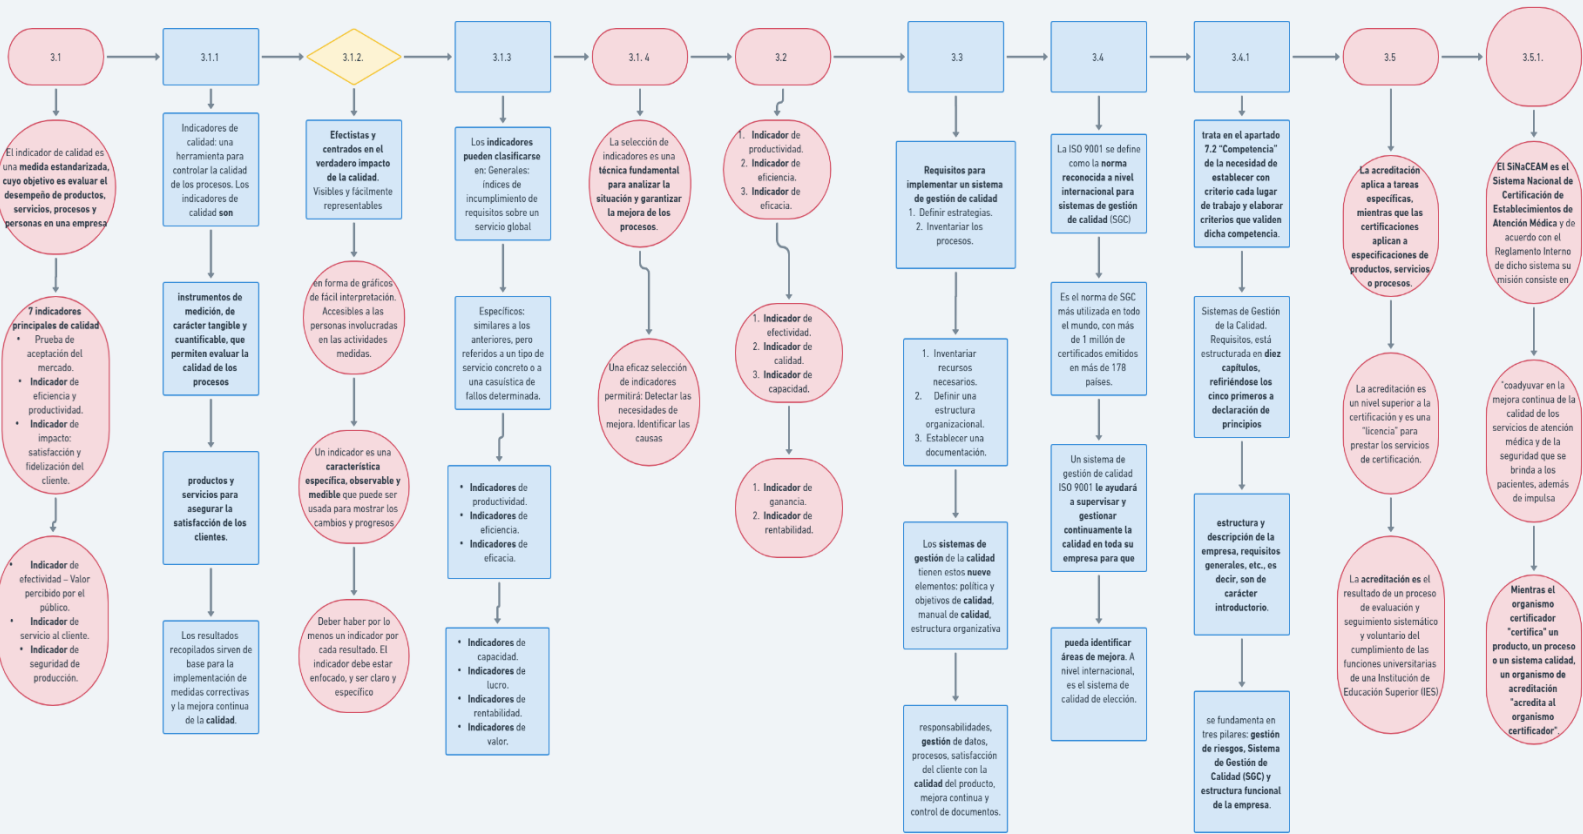 3.1
El indicador de calidad es
una medida estandarizada,
cuyo objetivo es evaluar el
desempeño de productos,
servicios, procesos y
personas en una empresa
7 indicadores
principales de calidad
• Prueba de
aceptación del
mercado.
• Indicador de
eficiencia y
productividad.
• Indicador de
impacto:
satisfacción y
fidelización del
cliente.
• Indicador de
efectividad – Valor
percibido por el
público.
• Indicador de
servicio al cliente.
• Indicador de
seguridad de
producción.
3.1.1
Indicadores de
calidad: una
herramienta para
controlar la calidad
de los procesos. Los
indicadores de
calidad son
instrumentos de
medición, de
carácter tangible y
cuantificable, que
permiten evaluar la
calidad de los
procesos
productos y
servicios para
asegurar la
satisfacción de los
clientes.
Los resultados
recopilados sirven de
base para la
implementación de
medidas correctivas
y la mejora continua
de la calidad.
3.1.2.
Efectistas y
centrados en el
verdadero impacto
de la calidad.
Visibles y fácilmente
representables
en forma de gráficos
de fácil interpretación.
Accesibles a las
personas involucradas
en las actividades
medidas.
Un indicador es una
característica
específica, observable y
medible que puede ser
usada para mostrar los
cambios y progresos
Deber haber por lo
menos un indicador por
cada resultado. El
indicador debe estar
enfocado, y ser claro y
específico
3.1.3
Los indicadores
pueden clasificarse
en: Generales:
índices de
incumplimiento de
requisitos sobre un
servicio global
Específicos:
similares a los
anteriores, pero
referidos a un tipo de
servicio concreto o a
una casuística de
fallos determinada.
• Indicadores de
productividad.
• Indicadores de
eficiencia.
• Indicadores de
eficacia.
• Indicadores de
capacidad.
• Indicadores de
lucro.
• Indicadores de
rentabilidad.
• Indicadores de
valor.
3.1. 4
La selección de
indicadores es una
técnica fundamental
para analizar la
situación y garantizar
la mejora de los
procesos.
Una eficaz selección
de indicadores
permitirá: Detectar las
necesidades de
mejora. Identificar las
causas
3.2
1. Indicador de
productividad.
2. Indicador de
eficiencia.
3. Indicador de
eficacia.
1. Indicador de
efectividad.
2. Indicador de
calidad.
3. Indicador de
capacidad.
1. Indicador de
ganancia.
2. Indicador de
rentabilidad.
3.3
Requisitos para
implementar un sistema
de gestión de calidad
1. Definir estrategias.
2. Inventariar los
procesos.
1. Inventariar
recursos
necesarios.
2. Definir una
estructura
organizacional.
3. Establecer una
documentación.
Los sistemas de
gestión de la calidad
tienen estos nueve
elementos: política y
objetivos de calidad,
manual de calidad,
estructura organizativa
responsabilidades,
gestión de datos,
procesos, satisfacción
del cliente con la
calidad del producto,
mejora continua y
control de documentos.
3.4
La ISO 9001 se define
como la norma
reconocida a nivel
internacional para
sistemas de gestión
de calidad (SGC)
Es el norma de SGC
más utilizada en todo
el mundo, con más
de 1 millón de
certificados emitidos
en más de 178
países.
Un sistema de
gestión de calidad
ISO 9001 le ayudará
a supervisar y
gestionar
continuamente la
calidad en toda su
empresa para que
pueda identificar
áreas de mejora. A
nivel internacional,
es el sistema de
calidad de elección.
3.4.1
trata en el apartado
7.2 “Competencia”
de la necesidad de
establecer con
criterio cada lugar
de trabajo y elaborar
criterios que validen
dicha competencia.
Sistemas de Gestión
de la Calidad.
Requisitos, está
estructurada en diez
capítulos,
refiriéndose los
cinco primeros a
declaración de
principios
estructura y
descripción de la
empresa, requisitos
generales, etc., es
decir, son de
carácter
introductorio.
se fundamenta en
tres pilares: gestión
de riesgos, Sistema
de Gestión de
Calidad (SGC) y
estructura funcional
de la empresa.
3.5
La acreditación
aplica a tareas
específicas,
mientras que las
certificaciones
aplican a
especificaciones de
productos, servicios
o procesos.
La acreditación es
un nivel superior a la
certificación y es una
"licencia" para
prestar los servicios
de certificación.
La acreditación es el
resultado de un proceso
de evaluación y
seguimiento sistemático
y voluntario del
cumplimiento de las
funciones universitarias
de una Institución de
Educación Superior (IES)
3.5.1.
El SiNaCEAM es el
Sistema Nacional de
Certificación de
Establecimientos de
Atención Médica y de
acuerdo con el
Reglamento Interno
de dicho sistema su
misión consiste en
“coadyuvar en la
mejora continua de la
calidad de los
servicios de atención
médica y de la
seguridad que se
brinda a los
pacientes, además
de impulsa
Mientras el
organismo
certificador
"certifica" un
producto, un proceso
o un sistema calidad,
un organismo de
acreditación
"acredita al
organismo
certificador".